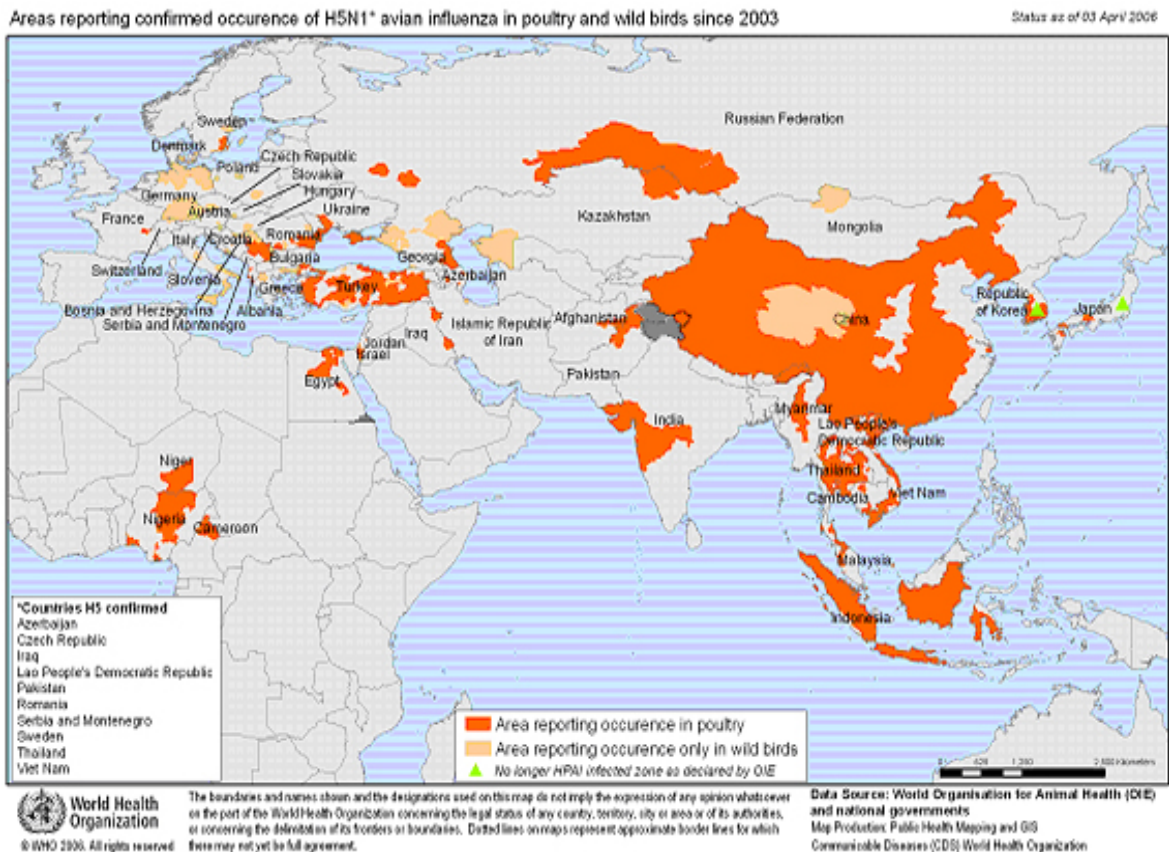 Areas reporting confirmed occurence of H5N1* avian influenza in poultry and wild birds since 2003
Status as of 03 April 2006
Russian Federation
Sweden
Denmark
Poland
Czech Republic
Slovakia
Hungary
Ukraine
Germany
Austria
France
Kazakhstan
Mongolia
Italy
Croatia
Romania
Bulgaria
Georgia
Switzerland
Slovenia
Azerbaijan
Greece
Turkey
Bosnia and Herzegovina
Albania
Serbia and Montenegro
Republic
of Korea
Japan
China
Afghanistan
Islamic Republic
of Iran
Iraq
Jordan
Israel
Pakistan
Egypt
India
Myanmar
Lao People's
Democratic Republic
Thailand
Viet Nam
Cambodia
Niger
Nigeria
Cameroon
Malaysia
Indonesia
*Countries H5 confirmed
Azerbaijan
Czech Republic
Iraq
Lao People's Democratic Republic
Pakistan
Romania
Serbia and Montenegro
Sweden
Thailand
Viet Nam
Area reporting occurence in poultry
Area reporting occurence only in wild birds
No longer HPAI infected zone as declared by OIE
Kilometers
World Health
Organization
© WHO 2006. All rights reserved
The boundaries and names shown and the designations used on this map do not imply the expression of any opinion whatsoever
on the part of the World Health Organization concerning the legal status of any country, territory, city or area or of its authorities,
or concerning the delimitation of its frontiers or boundaries. Dotted lines on maps represent approximate border lines for which
there may not yet be full agreement.
Data Source: World Organisation for Animal Health (OIE)
and national governments
Map Production: Public Health Mapping and GIS
Communicable Diseases (CDS) World Health Organization